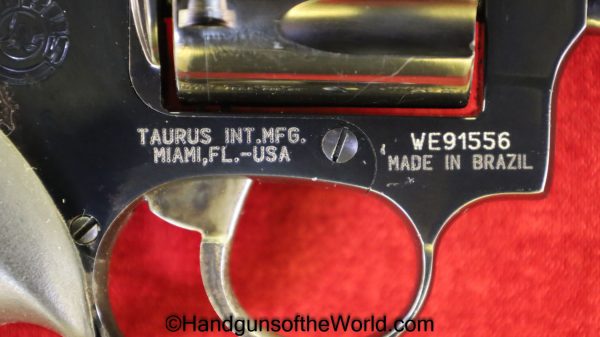 TAURUS INT.MFG.
MIAMI,FL.-USA
WE91556
MADE IN BRAZIL
©HandgunsoftheWorld.com